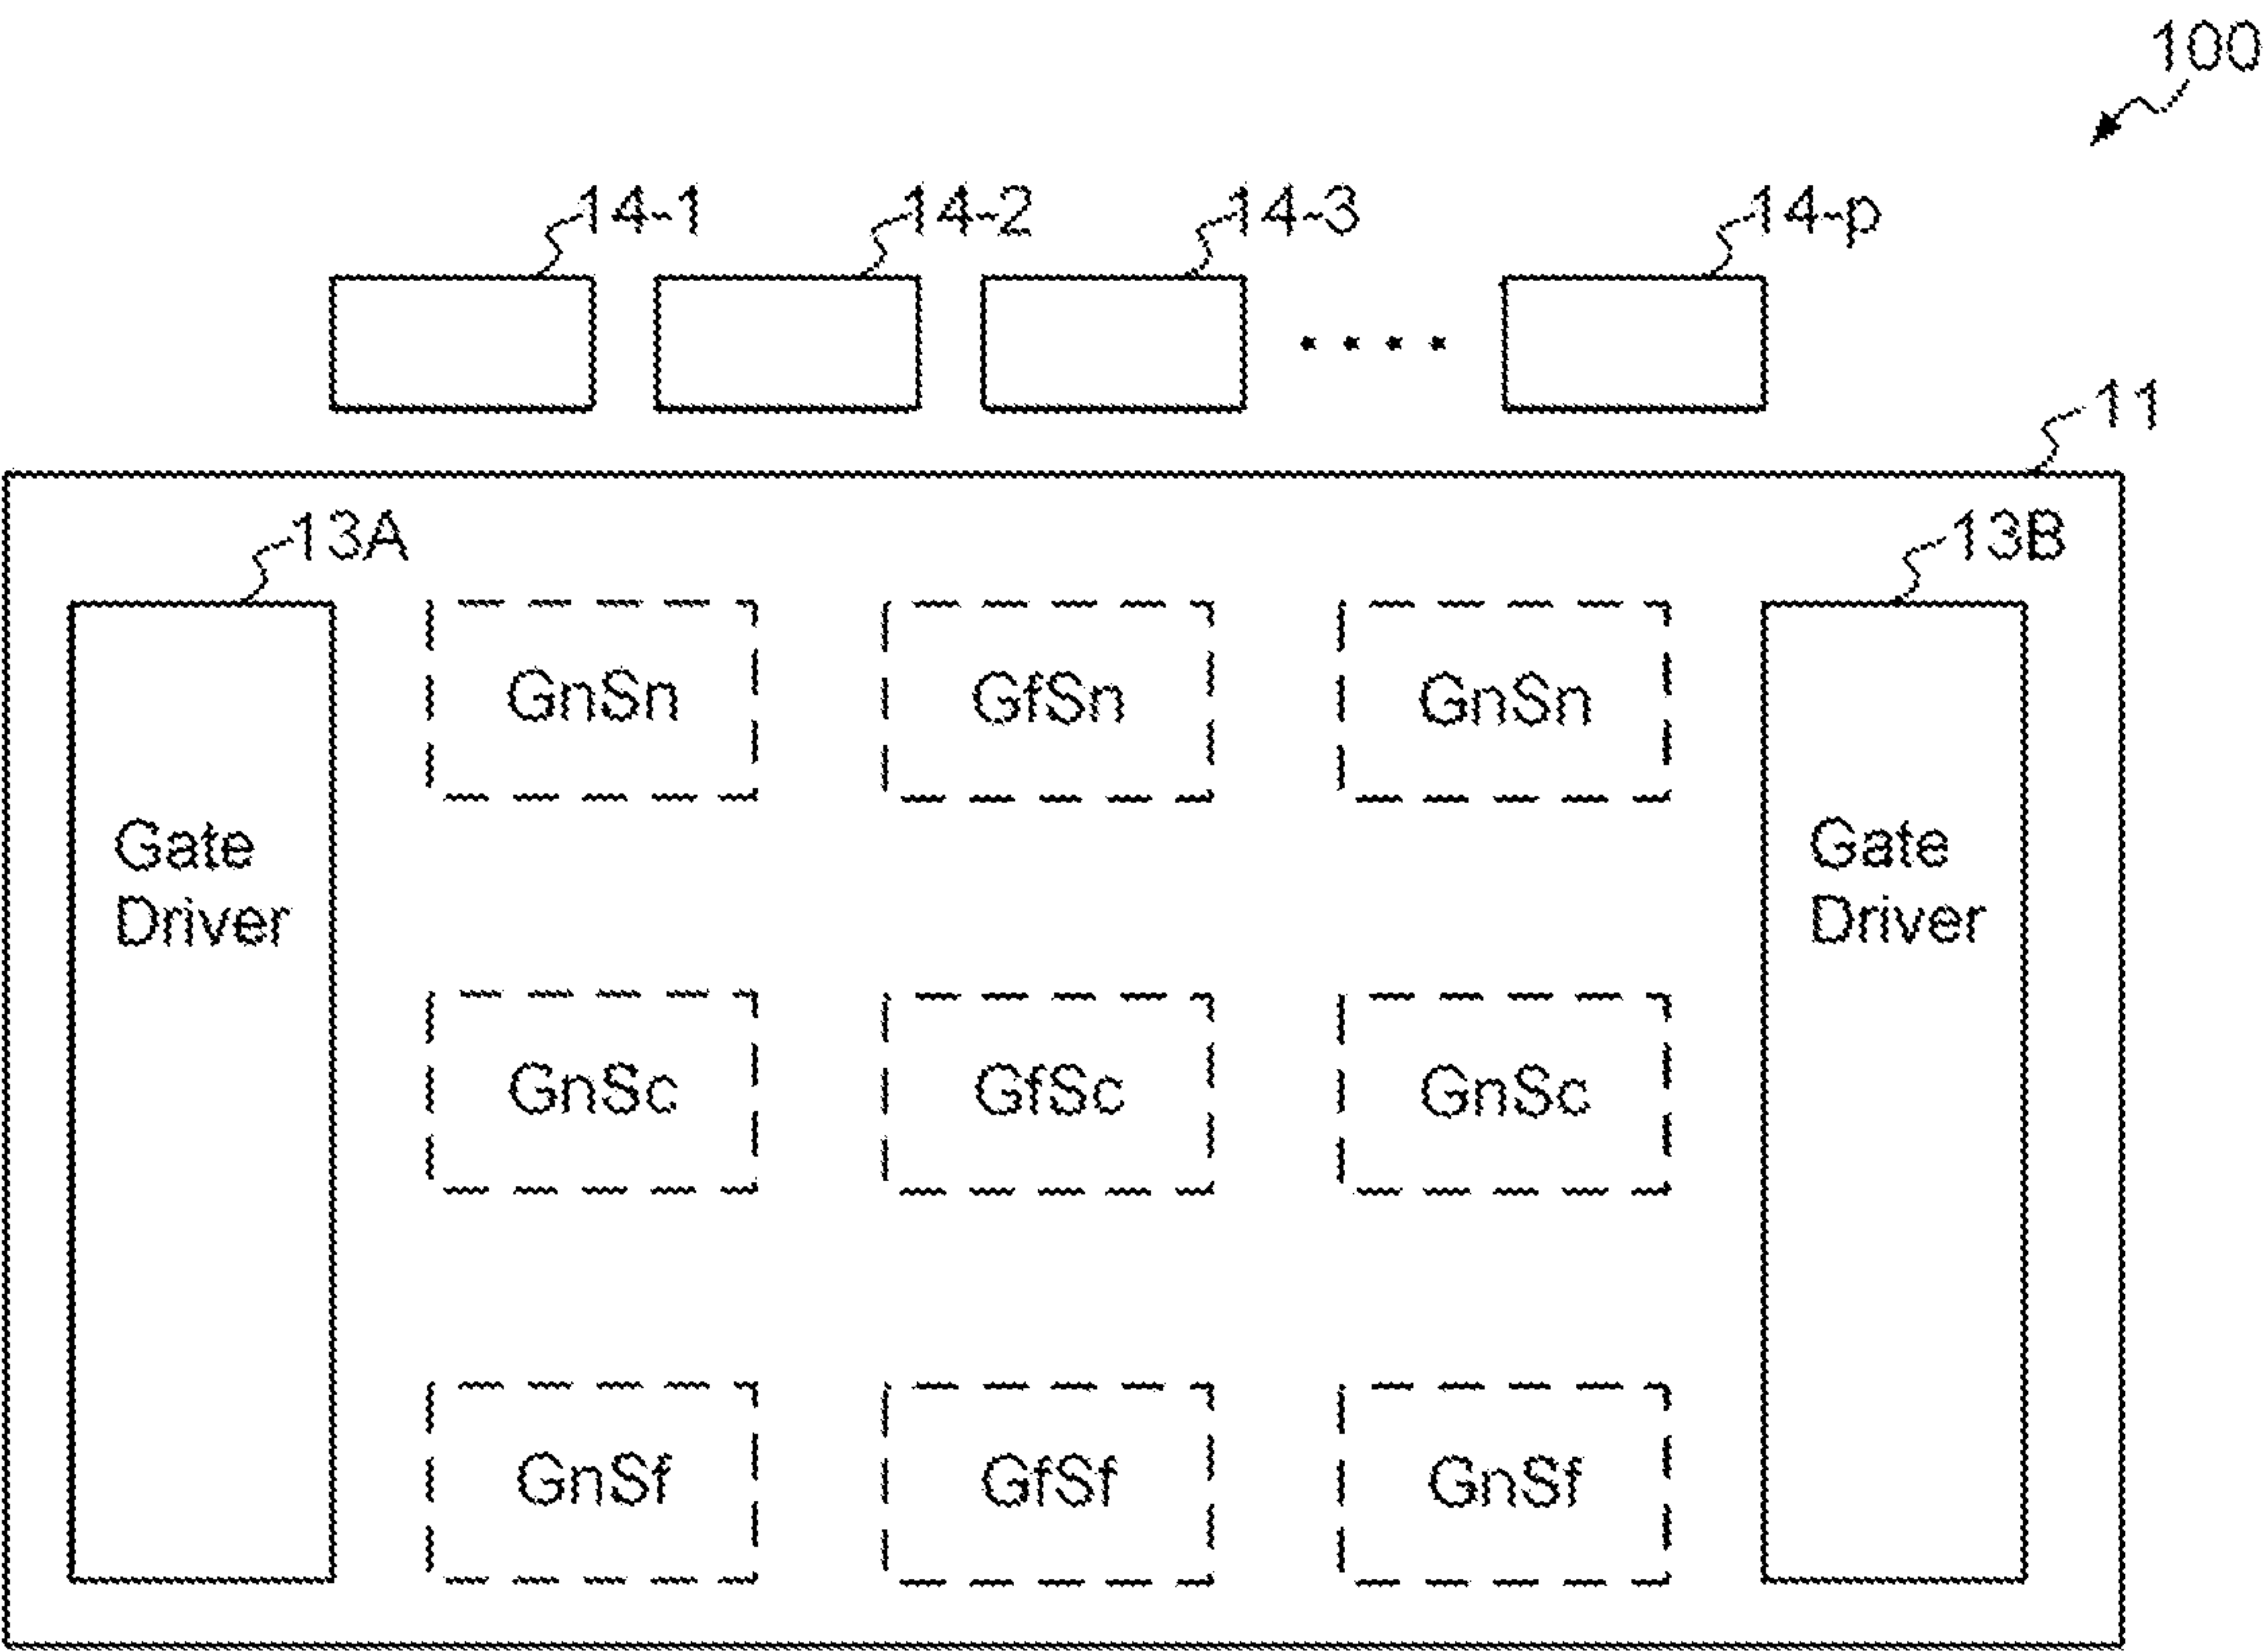 100
14-1 14-2 14-3 14-p
11
13A 13B
GnSn GfSn GnSn
Gate Gate
Driver Driver
GnSc GfSc GnSc
GnSf GfSf GnSf